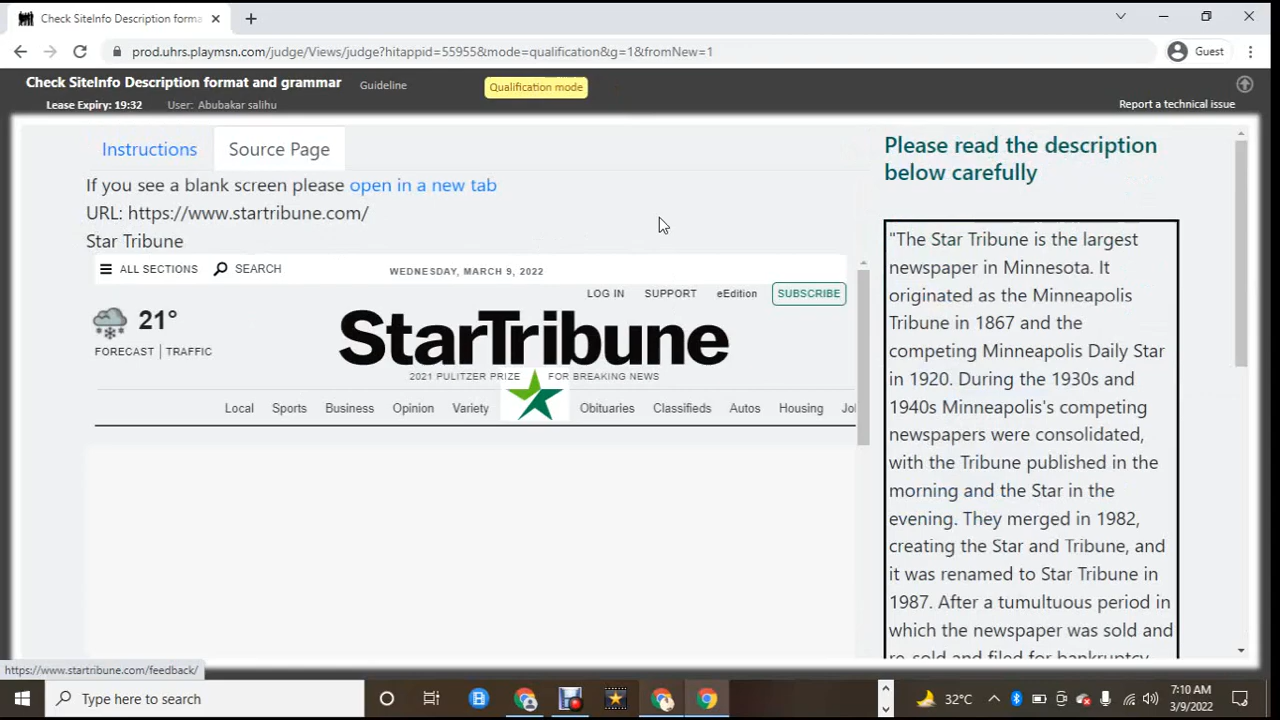 Check SiteInfo Description forma
prod.uhrs.playmsn.com/judge/Views/judge?hitappid=55955&mode=qualification&g=1&fromNew=1
Guest
Check SiteInfo Description format and grammar
Guideline
Qualification mode
Lease Expiry: 19:32
User: Abubakar salihu
Report a technical issue
Instructions
Source Page
If you see a blank screen please open in a new tab
URL: https://www.startribune.com/
Star Tribune
ALL SECTIONS
SEARCH
WEDNESDAY, MARCH 9, 2022
LOG IN
SUPPORT
eEdition
SUBSCRIBE
21°
FORECAST | TRAFFIC
StarTribune
2021 PULITZER PRIZE FOR BREAKING NEWS
Local
Sports
Business
Opinion
Variety
Obituaries
Classifieds
Autos
Housing
Jo
Please read the description
below carefully
"The Star Tribune is the largest
newspaper in Minnesota. It
originated as the Minneapolis
Tribune in 1867 and the
competing Minneapolis Daily Star
in 1920. During the 1930s and
1940s Minneapolis's competing
newspapers were consolidated,
with the Tribune published in the
morning and the Star in the
evening. They merged in 1982,
creating the Star and Tribune, and
it was renamed to Star Tribune in
1987. After a tumultuous period in
which the newspaper was sold and
re-sold and filed for bankruptcy
https://www.startribune.com/feedback/
Type here to search
32°C
7:10 AM
3/9/2022